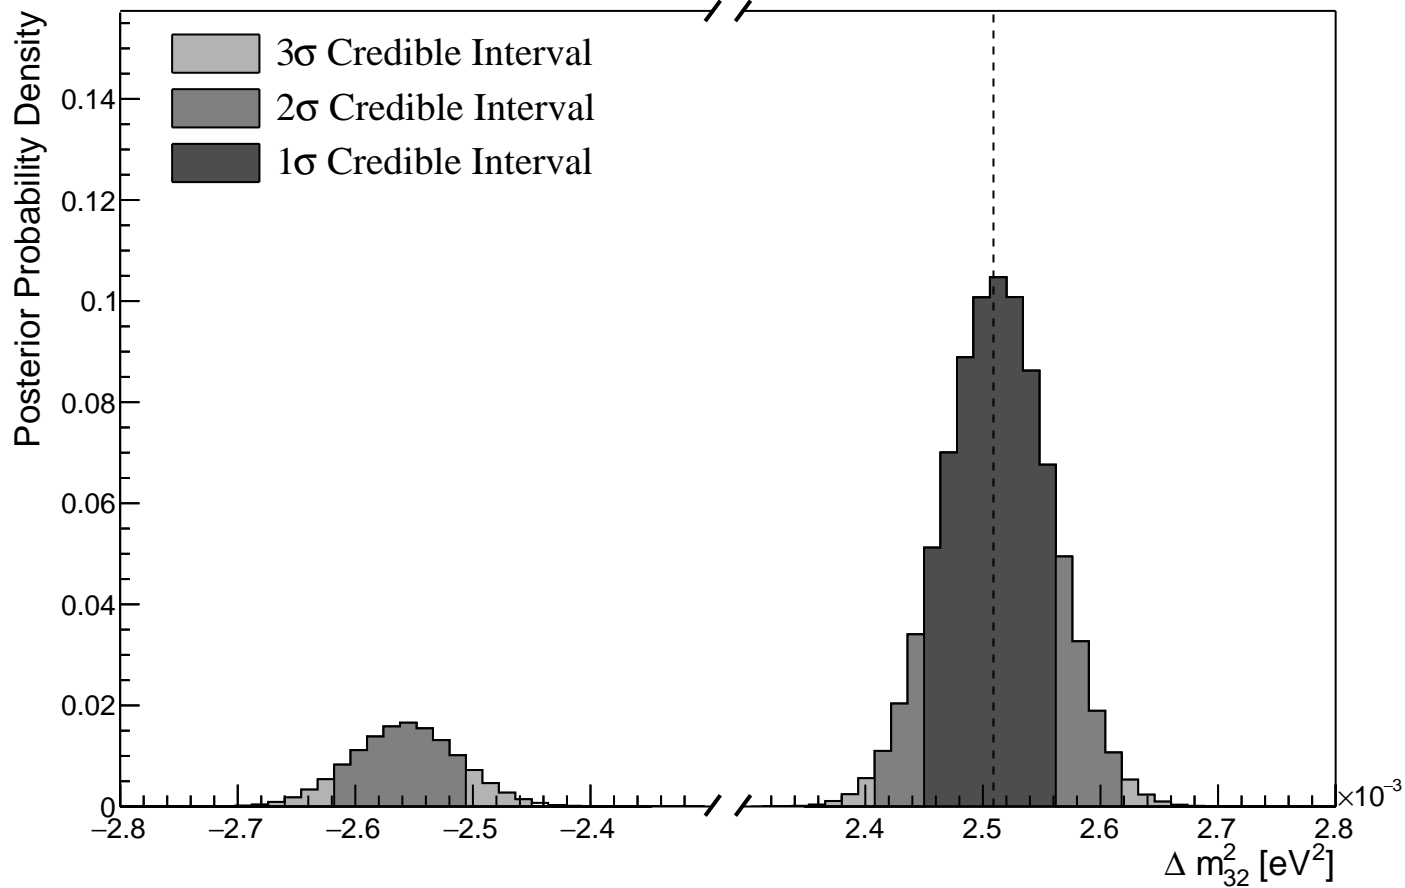 Posterior Probability Density
3σ Credible Interval
2σ Credible Interval
1σ Credible Interval
0.14
0.12
0.1
0.08
0.06
0.04
0.02
0
−2.8 −2.7 −2.6 −2.5 −2.4 2.4 2.5 2.6 2.7 2.8
×10⁻³
Δ m²₃₂ [eV²]